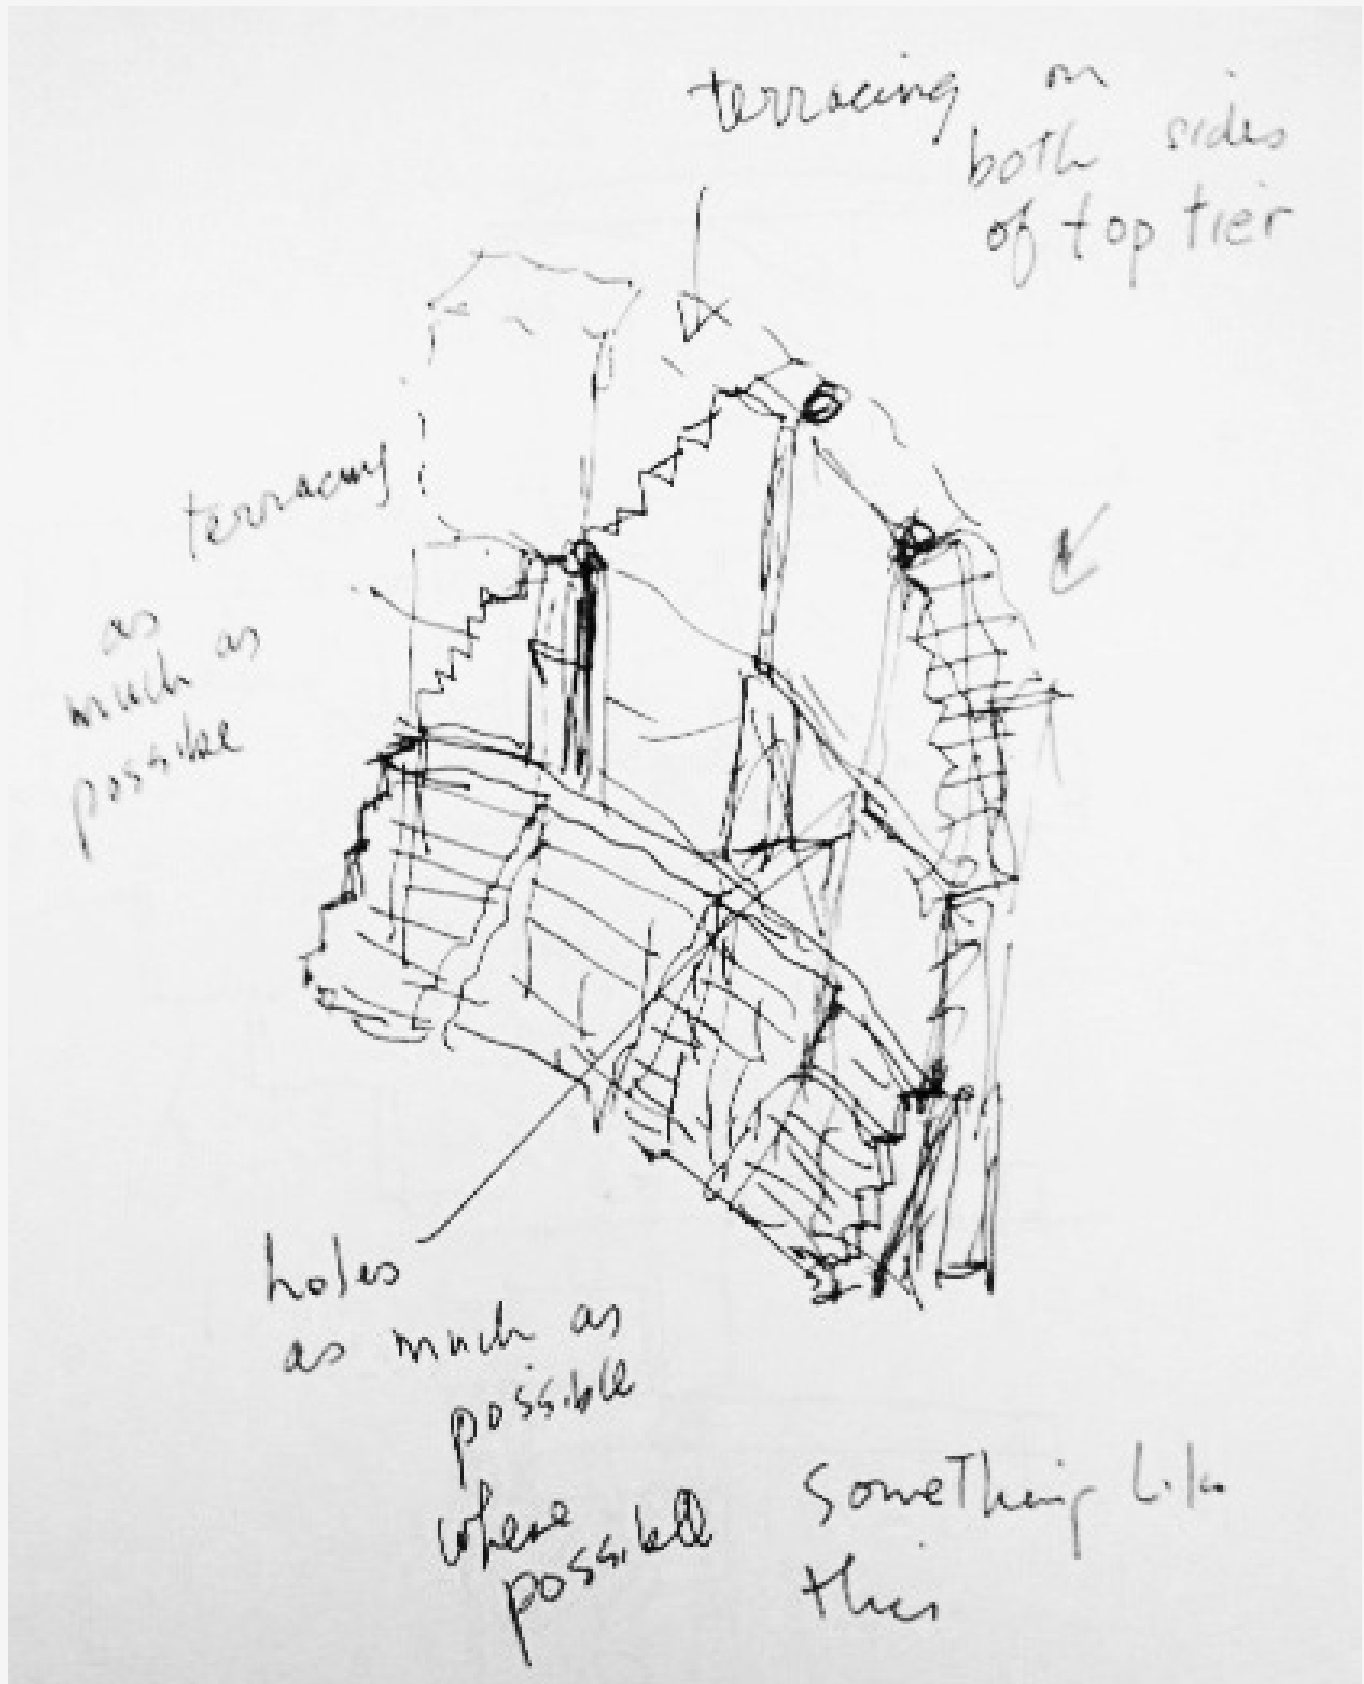 terracing on
both sides
of top tier
terracing
as
much as
possible
holes
as much as
possible
where
possible
Something like
this